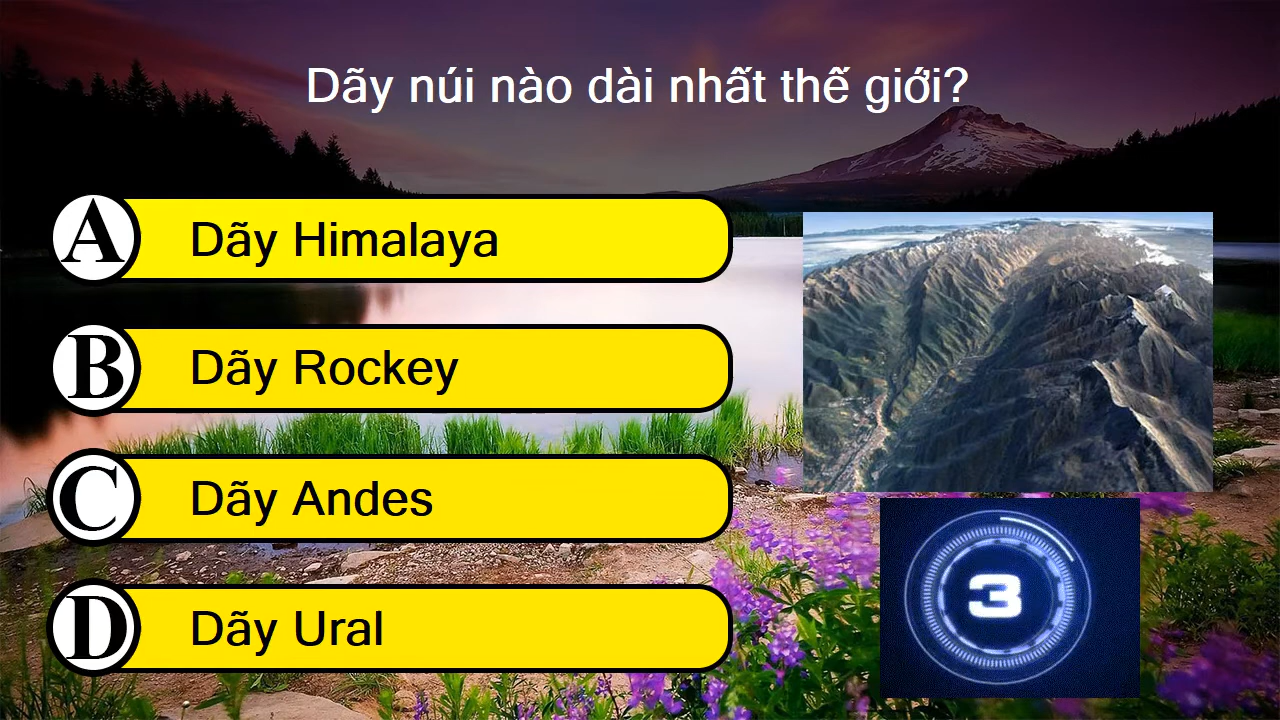 Dãy núi nào dài nhất thế giới?
A Dãy Himalaya
B Dãy Rockey
C Dãy Andes
D Dãy Ural
3